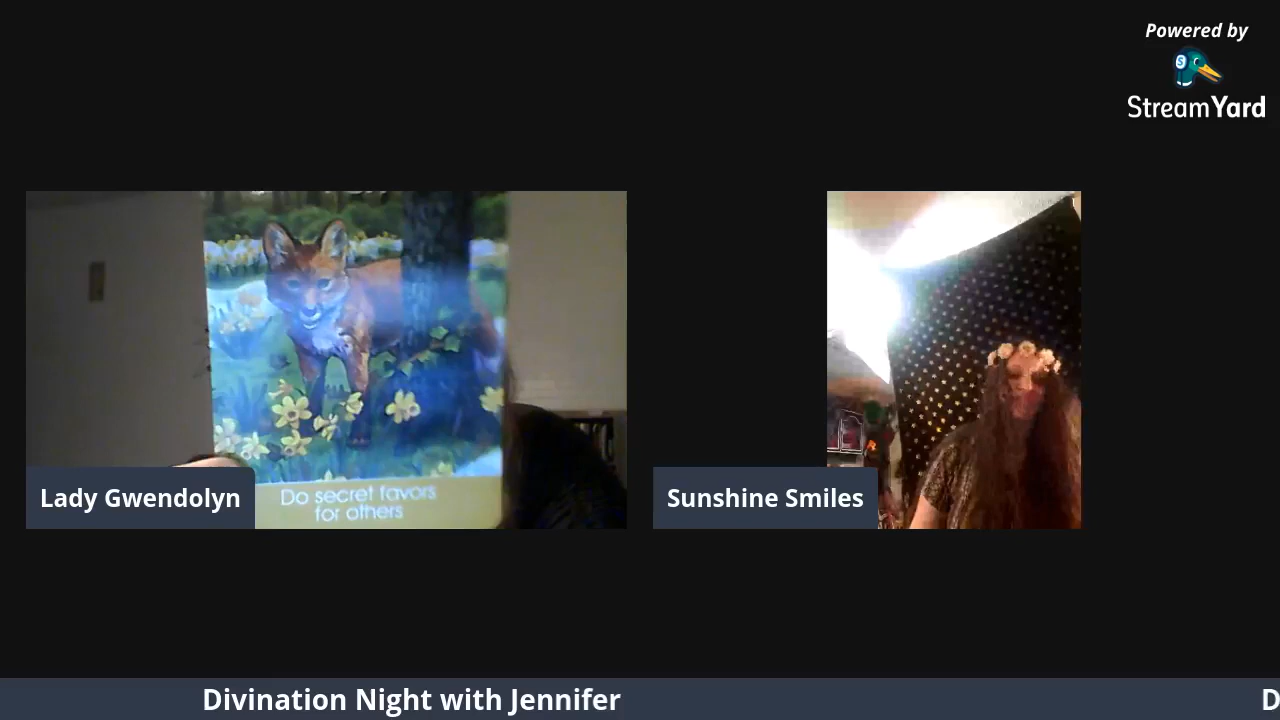 Powered by
StreamYard
Lady Gwendolyn
Do secret favors
for others
Sunshine Smiles
Divination Night with Jennifer
D